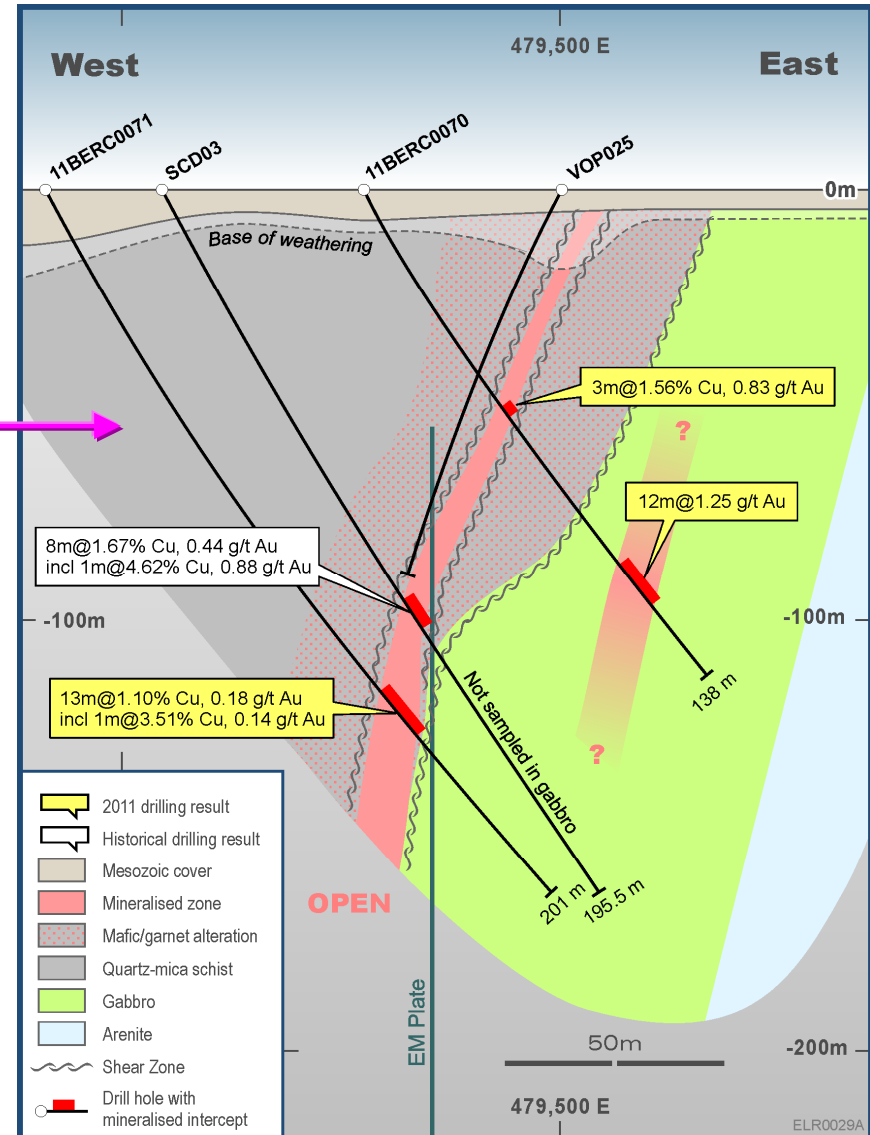 479,500 E
West
East
11BERC0071
SCD03
11BERC0070
VOP025
0m
Base of weathering
3m@1.56% Cu, 0.83 g/t Au
?
12m@1.25 g/t Au
8m@1.67% Cu, 0.44 g/t Au
incl 1m@4.62% Cu, 0.88 g/t Au
-100m
-100m
13m@1.10% Cu, 0.18 g/t Au
incl 1m@3.51% Cu, 0.14 g/t Au
138 m
Not sampled in gabbro
?
OPEN
201 m
195.5 m
EM Plate
2011 drilling result
Historical drilling result
Mesozoic cover
Mineralised zone
Mafic/garnet alteration
Quartz-mica schist
Gabbro
Arenite
Shear Zone
Drill hole with
mineralised intercept
50m
-200m
479,500 E
ELR0029A